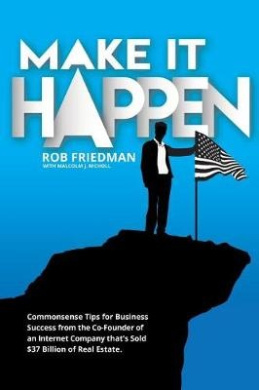 MAKE IT
HAPPEN
ROB FRIEDMAN
WITH MALCOLM J. NICHOLL
Commonsense Tips for Business
Success from the Co-Founder of
an Internet Company that's Sold
$37 Billion of Real Estate.